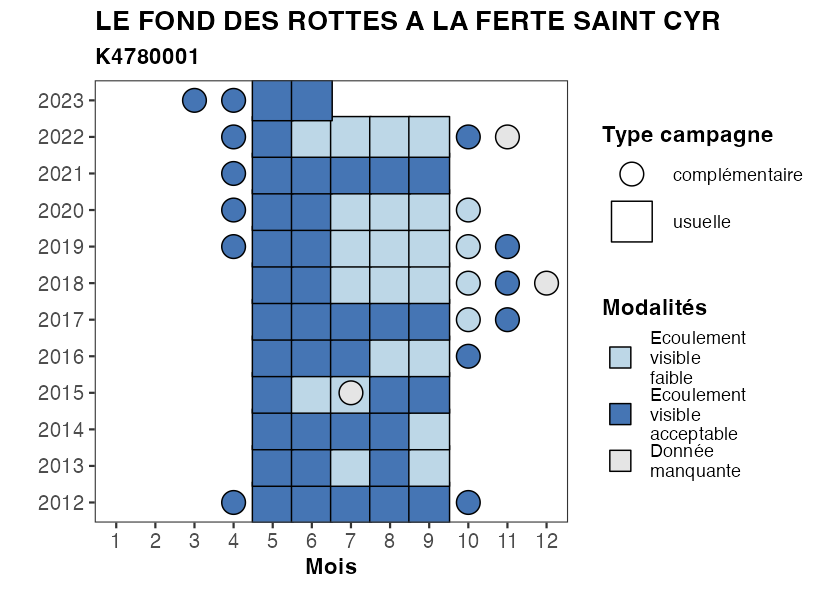 LE FOND DES ROTTES A LA FERTE SAINT CYR
K4780001
2023
2022
2021
2020
2019
2018
2017
2016
2015
2014
2013
2012
1 2 3 4 5 6 7 8 9 10 11 12
Mois
Type campagne
complémentaire
usuelle
Modalités
Ecoulement
visible
faible
Ecoulement
visible
acceptable
Donnée
manquante